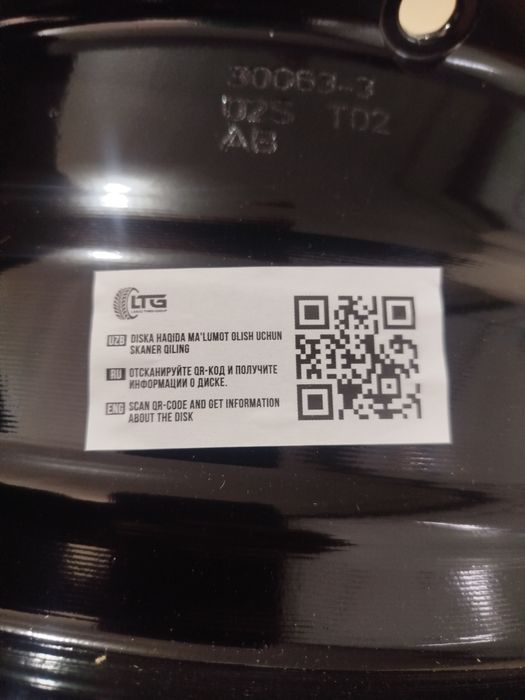 30063-3
025 T02
AB
LTG
UZB DISKA HAQIDA MA'LUMOT OLISH UCHUN
SKANER QILING
RU ОТСКАНИРУЙТЕ QR-КОД И ПОЛУЧИТЕ
ИНФОРМАЦИИ О ДИСКЕ.
ENG SCAN QR-CODE AND GET INFORMATION
ABOUT THE DISK